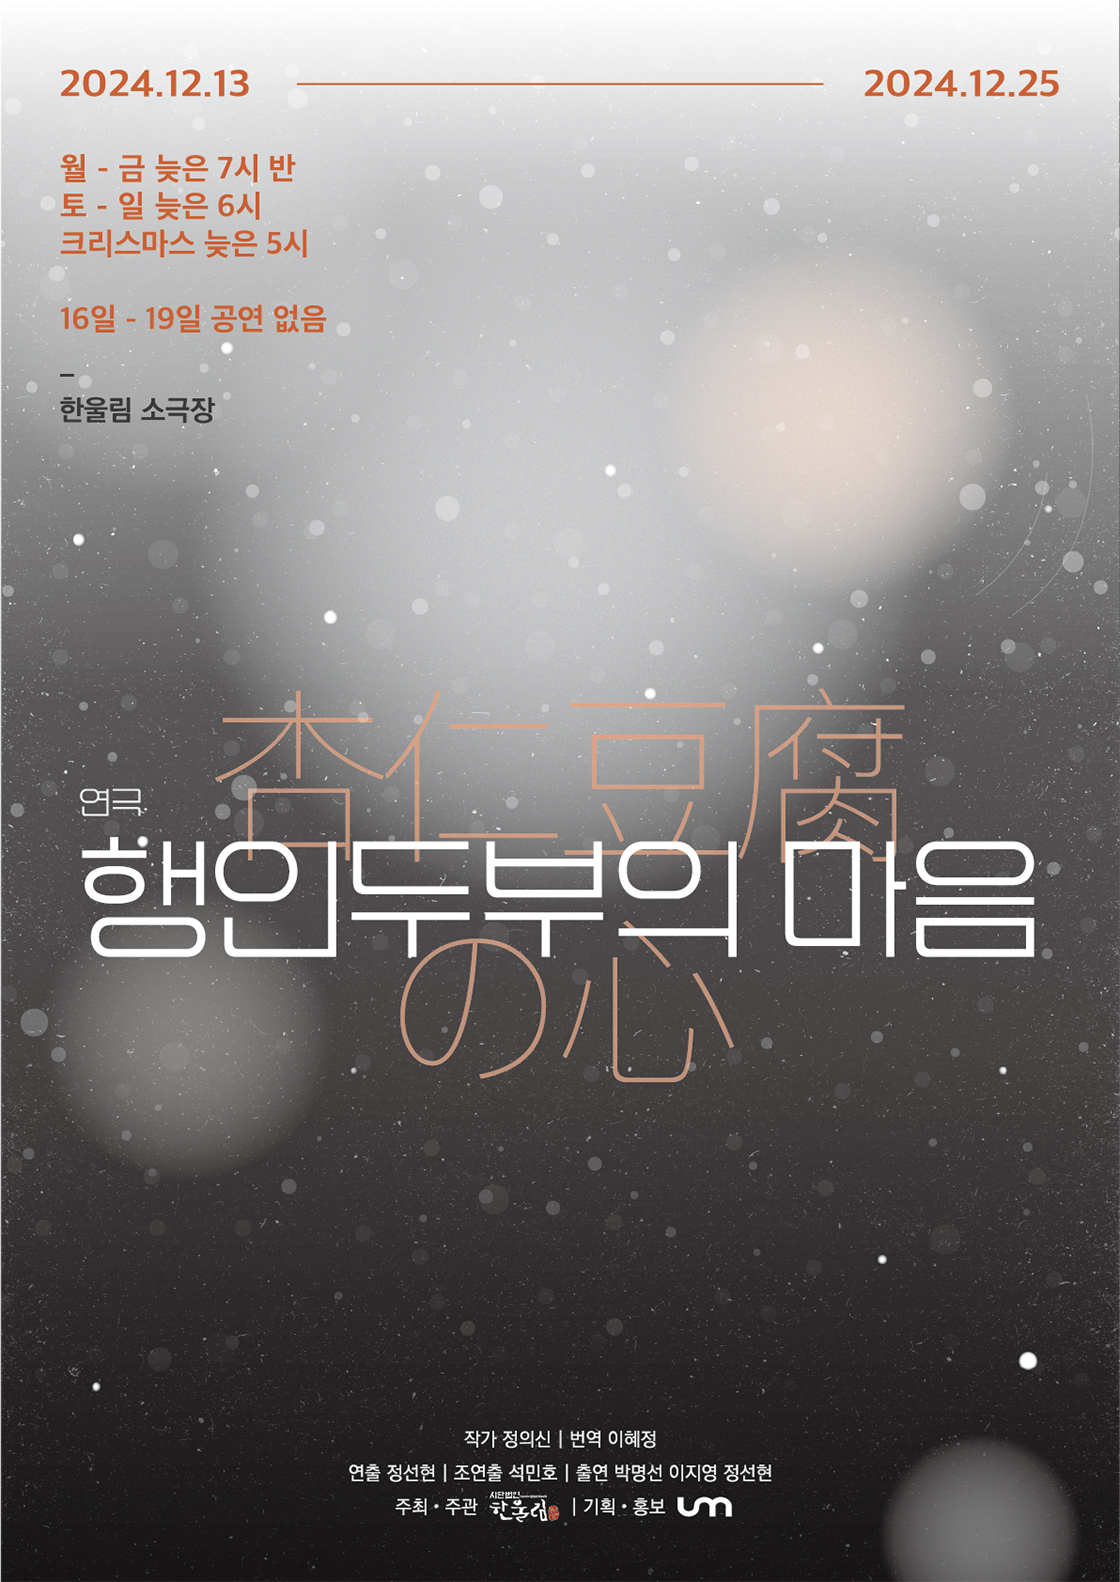 2024.12.13 2024.12.25
월 - 금 늦은 7시 반
토 - 일 늦은 6시
크리스마스 늦은 5시
16일 - 19일 공연 없음
–
한울림 소극장
杏仁豆腐
연극
행인두부의 마음
の心
작가 정의신 | 번역 이혜정
연출 정선현 | 조연출 석민호 | 출연 박명선 이지영 정선현
주최 • 주관 사단법인 한울림 | 기획 • 홍보 um